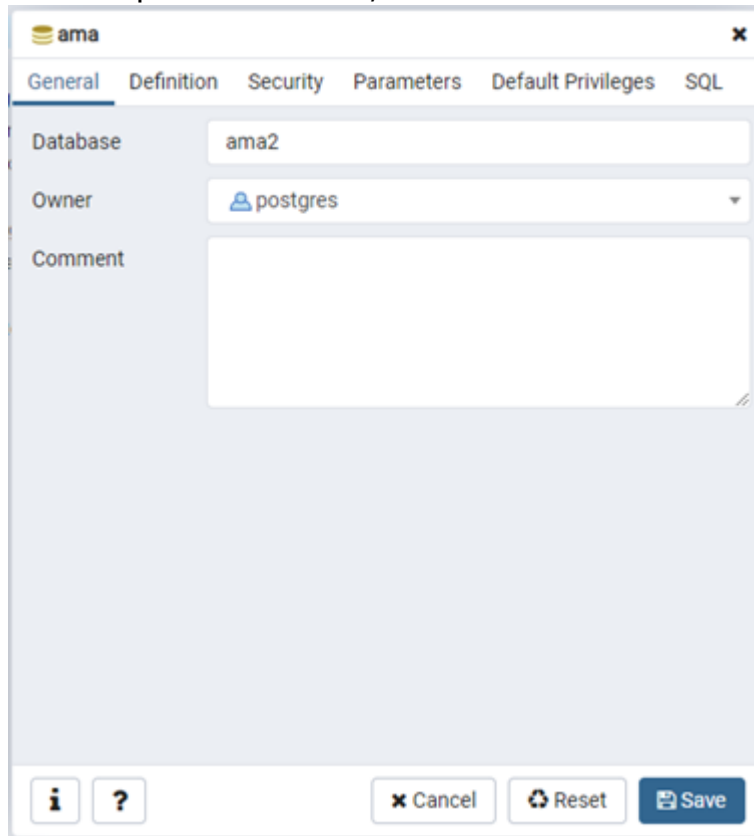 ama
General Definition Security Parameters Default Privileges SQL
Database ama2
Owner postgres
Comment
i ? Cancel Reset Save